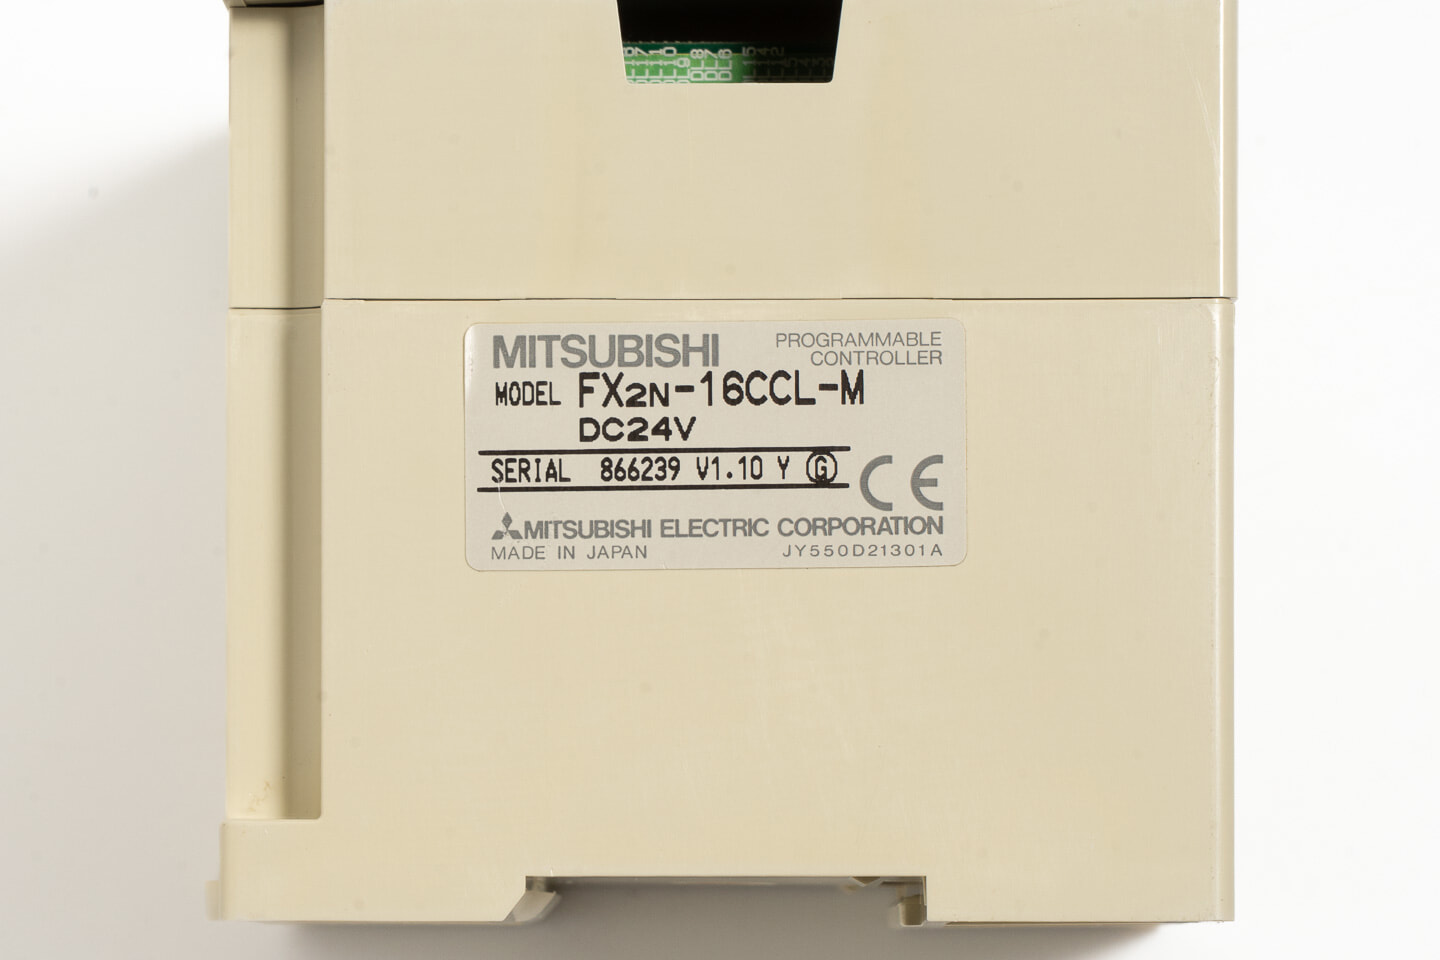 MITSUBISHI
PROGRAMMABLE
CONTROLLER
MODEL FX2N-16CCL-M
DC24V
SERIAL 866239 V1.10 Y G
CE
MITSUBISHI ELECTRIC CORPORATION
MADE IN JAPAN JY550D21301A